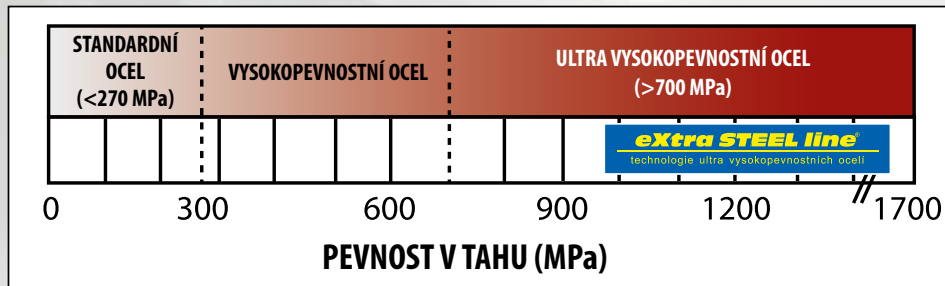 STANDARDNÍ
OCEL
(<270 MPa)
VYSOKOPEVNOSTNÍ OCEL
ULTRA VYSOKOPEVNOSTNÍ OCEL
(>700 MPa)
eXtra STEEL line®
technologie ultra vysokopevnostních ocelí
0 300 600 900 1200 1700
PEVNOST V TAHU (MPa)